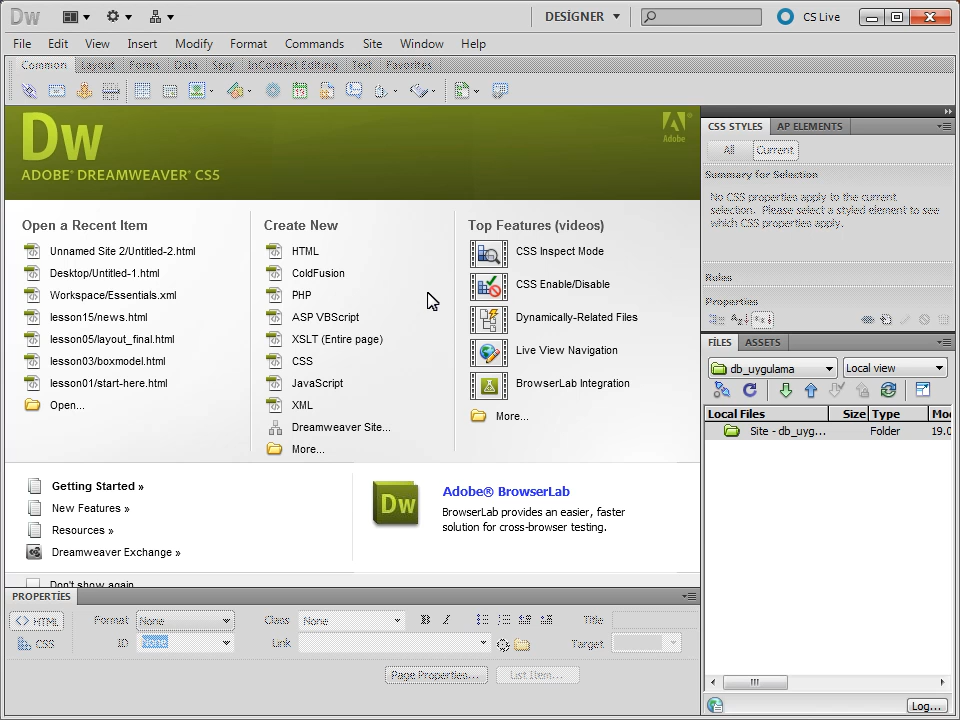 Dw
DESİGNER
CS Live
File Edit View Insert Modify Format Commands Site Window Help
Common Layout Forms Data Spry InContext Editing Text Favorites
Dw
ADOBE® DREAMWEAVER® CS5
Adobe
Open a Recent Item
Unnamed Site 2/Untitled-2.html
Desktop/Untitled-1.html
Workspace/Essentials.xml
lesson15/news.html
lesson05/layout_final.html
lesson03/boxmodel.html
lesson01/start-here.html
Open...
Create New
HTML
ColdFusion
PHP
ASP VBScript
XSLT (Entire page)
CSS
JavaScript
XML
Dreamweaver Site...
More...
Top Features (videos)
CSS Inspect Mode
CSS Enable/Disable
Dynamically-Related Files
Live View Navigation
BrowserLab Integration
More...
Getting Started »
New Features »
Resources »
Dreamweaver Exchange »
Dw
Adobe® BrowserLab
BrowserLab provides an easier, faster
solution for cross-browser testing.
Don't show again
CSS STYLES AP ELEMENTS
All Current
Summary for Selection
No CSS properties apply to the current
selection. Please select a styled element to see
which CSS properties apply.
Rules
Properties
FİLES ASSETS
db_uygulama Local view
Local Files Size Type Mo
Site - db_uyg... Folder 19.0
Log...
PROPERTİES
<> HTML Format None Class None B I Title
CSS ID None Link Target
Page Properties... List Item...